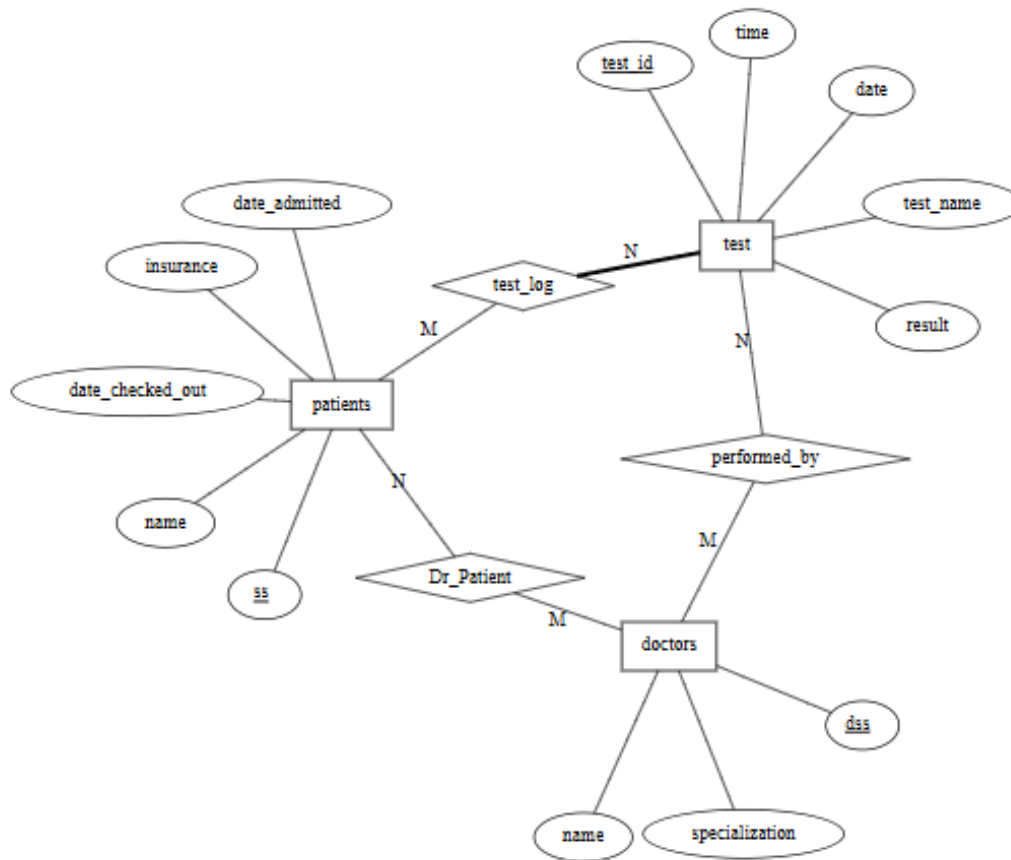 time
test_id
date
date_admitted
test_name
test
N
insurance
test_log
result
M
N
date_checked_out
patients
performed_by
N
name
M
Dr_Patient
ss
M
doctors
dss
name
specialization